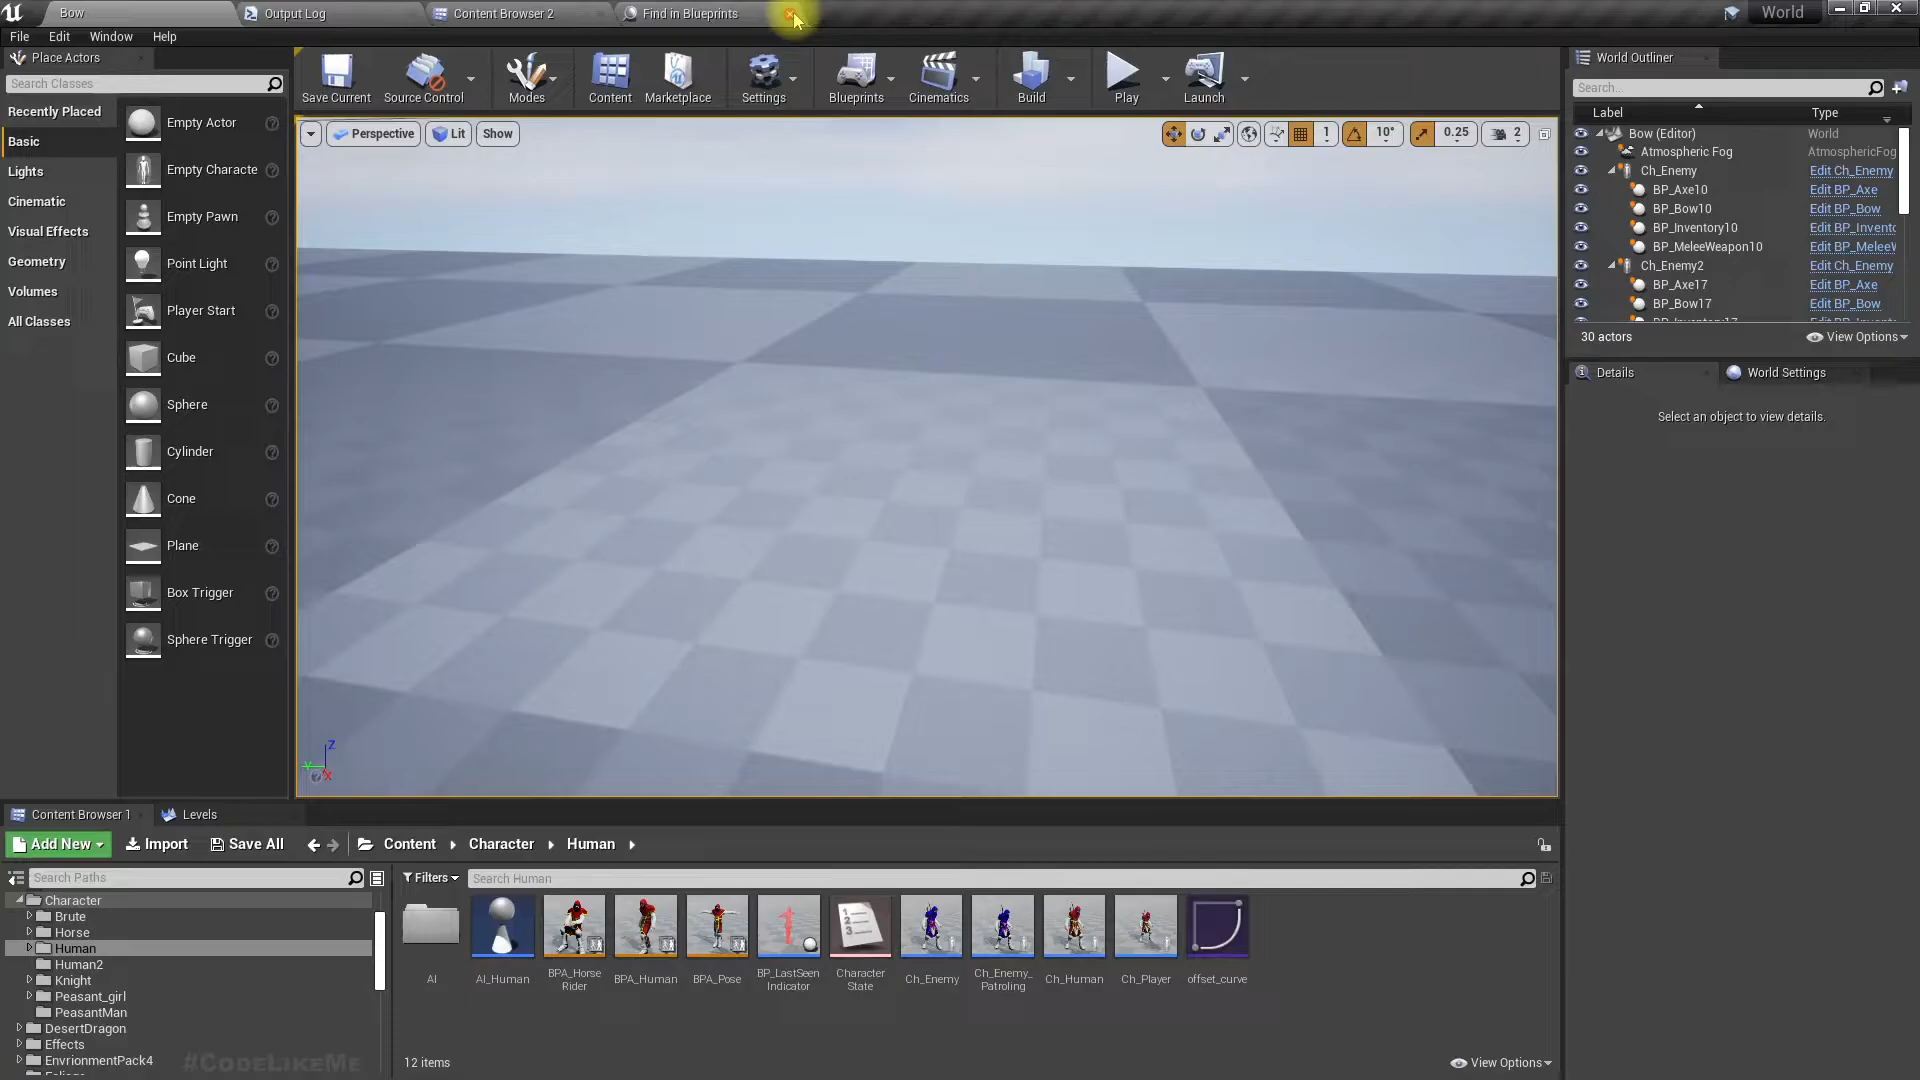 Bow
Output Log
Content Browser 2
Find in Blueprints
World
File
Edit
Window
Help
Place Actors
Search Classes
Recently Placed
Basic
Lights
Cinematic
Visual Effects
Geometry
Volumes
All Classes
Empty Actor
Empty Characte
Empty Pawn
Point Light
Player Start
Cube
Sphere
Cylinder
Cone
Plane
Box Trigger
Sphere Trigger
Save Current
Source Control
Modes
Content
Marketplace
Settings
Blueprints
Cinematics
Build
Play
Launch
Perspective
Lit
Show
1
10°
0.25
2
Z
Y
X
World Outliner
Search...
Label
Type
Bow (Editor)
World
Atmospheric Fog
AtmosphericFog
Ch_Enemy
Edit Ch_Enemy
BP_Axe10
Edit BP_Axe
BP_Bow10
Edit BP_Bow
BP_Inventory10
Edit BP_Invento
BP_MeleeWeapon10
Edit BP_MeleeW
Ch_Enemy2
Edit Ch_Enemy
BP_Axe17
Edit BP_Axe
BP_Bow17
Edit BP_Bow
BP_Inventory17
Edit BP_Invento
30 actors
View Options
Details
World Settings
Select an object to view details.
Content Browser 1
Levels
Add New
Import
Save All
Content
Character
Human
Search Paths
Filters
Search Human
Character
Brute
Horse
Human
Human2
Knight
Peasant_girl
PeasantMan
DesertDragon
Effects
EnvrionmentPack4
#CodeLikeMe
AI
AI_Human
BPA_Horse
Rider
BPA_Human
BPA_Pose
BP_LastSeen
Indicator
Character
State
Ch_Enemy
Ch_Enemy_
Patroling
Ch_Human
Ch_Player
offset_curve
12 items
View Options